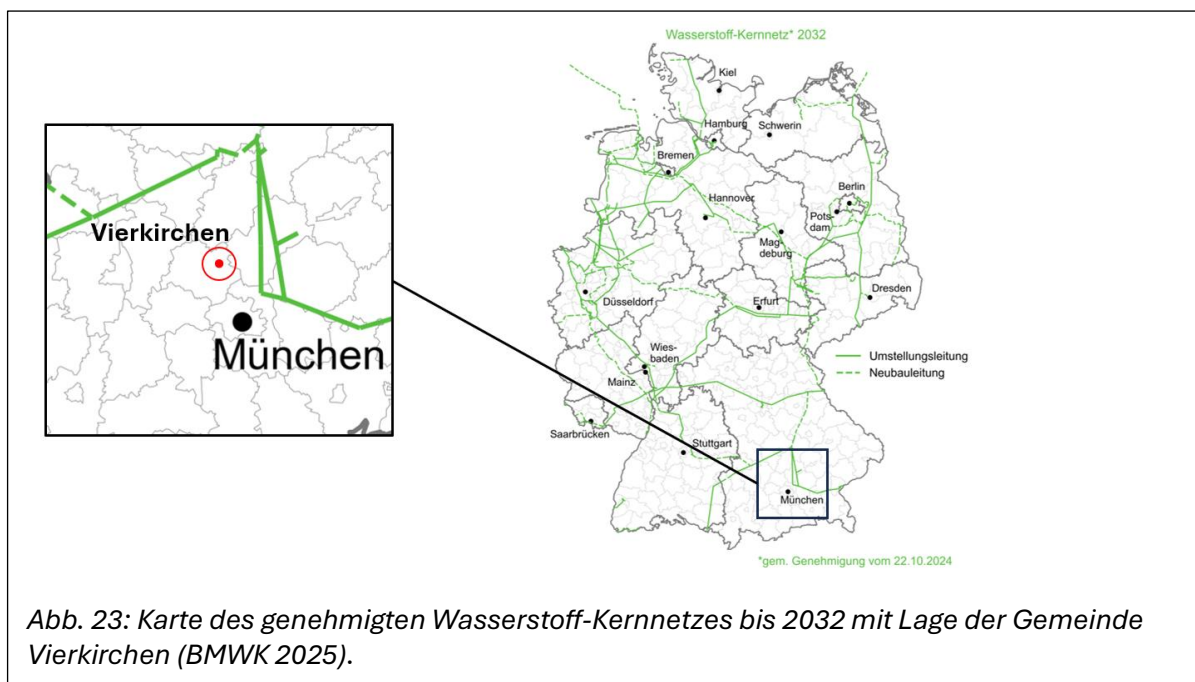 Wasserstoff-Kernnetz* 2032
Kiel
Hamburg
Schwerin
Bremen
Berlin
Hannover
Pots-
dam
Mag-
deburg
Düsseldorf
Erfurt
Dresden
Wies-
baden
Mainz
Umstellungsleitung
Neubauleitung
Saarbrücken
Stuttgart
München
*gem. Genehmigung vom 22.10.2024
Vierkirchen
München
Abb. 23: Karte des genehmigten Wasserstoff-Kernnetzes bis 2032 mit Lage der Gemeinde
Vierkirchen (BMWK 2025).